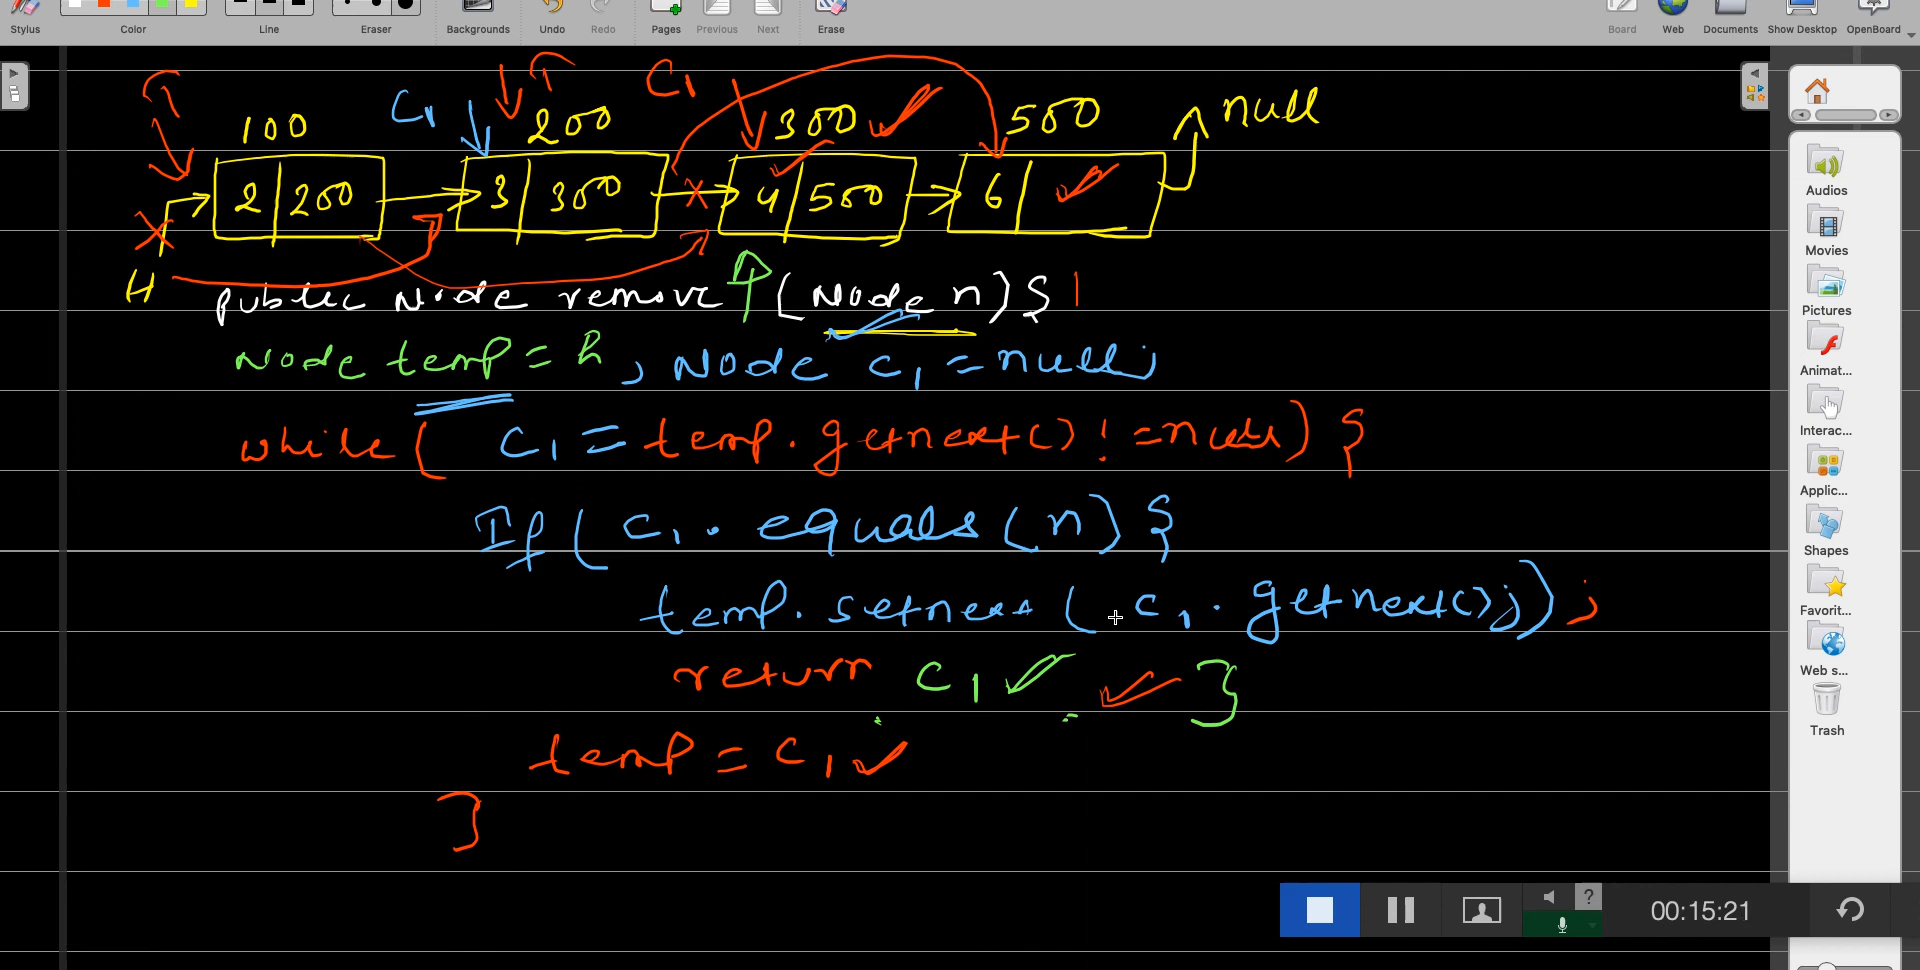 Stylus Color Line Eraser Backgrounds Undo Redo Pages Previous Next Erase Board Web Documents Show Desktop OpenBoard
C1 C1
100 200 300 500 null
2 200 3 300 4 500 6
H
public Node remove (Node n) {
Node temp = h, Node c1 = null;
while ( c1 = temp.getnext() != null) {
If ( c1.equals(n) {
temp.setnext ( c1.getnext();) ;
return c1 }
temp = c1
}
Audios
Movies
Pictures
Animat...
Interac...
Applic...
Shapes
Favorit...
Web s...
Trash
?
00:15:21